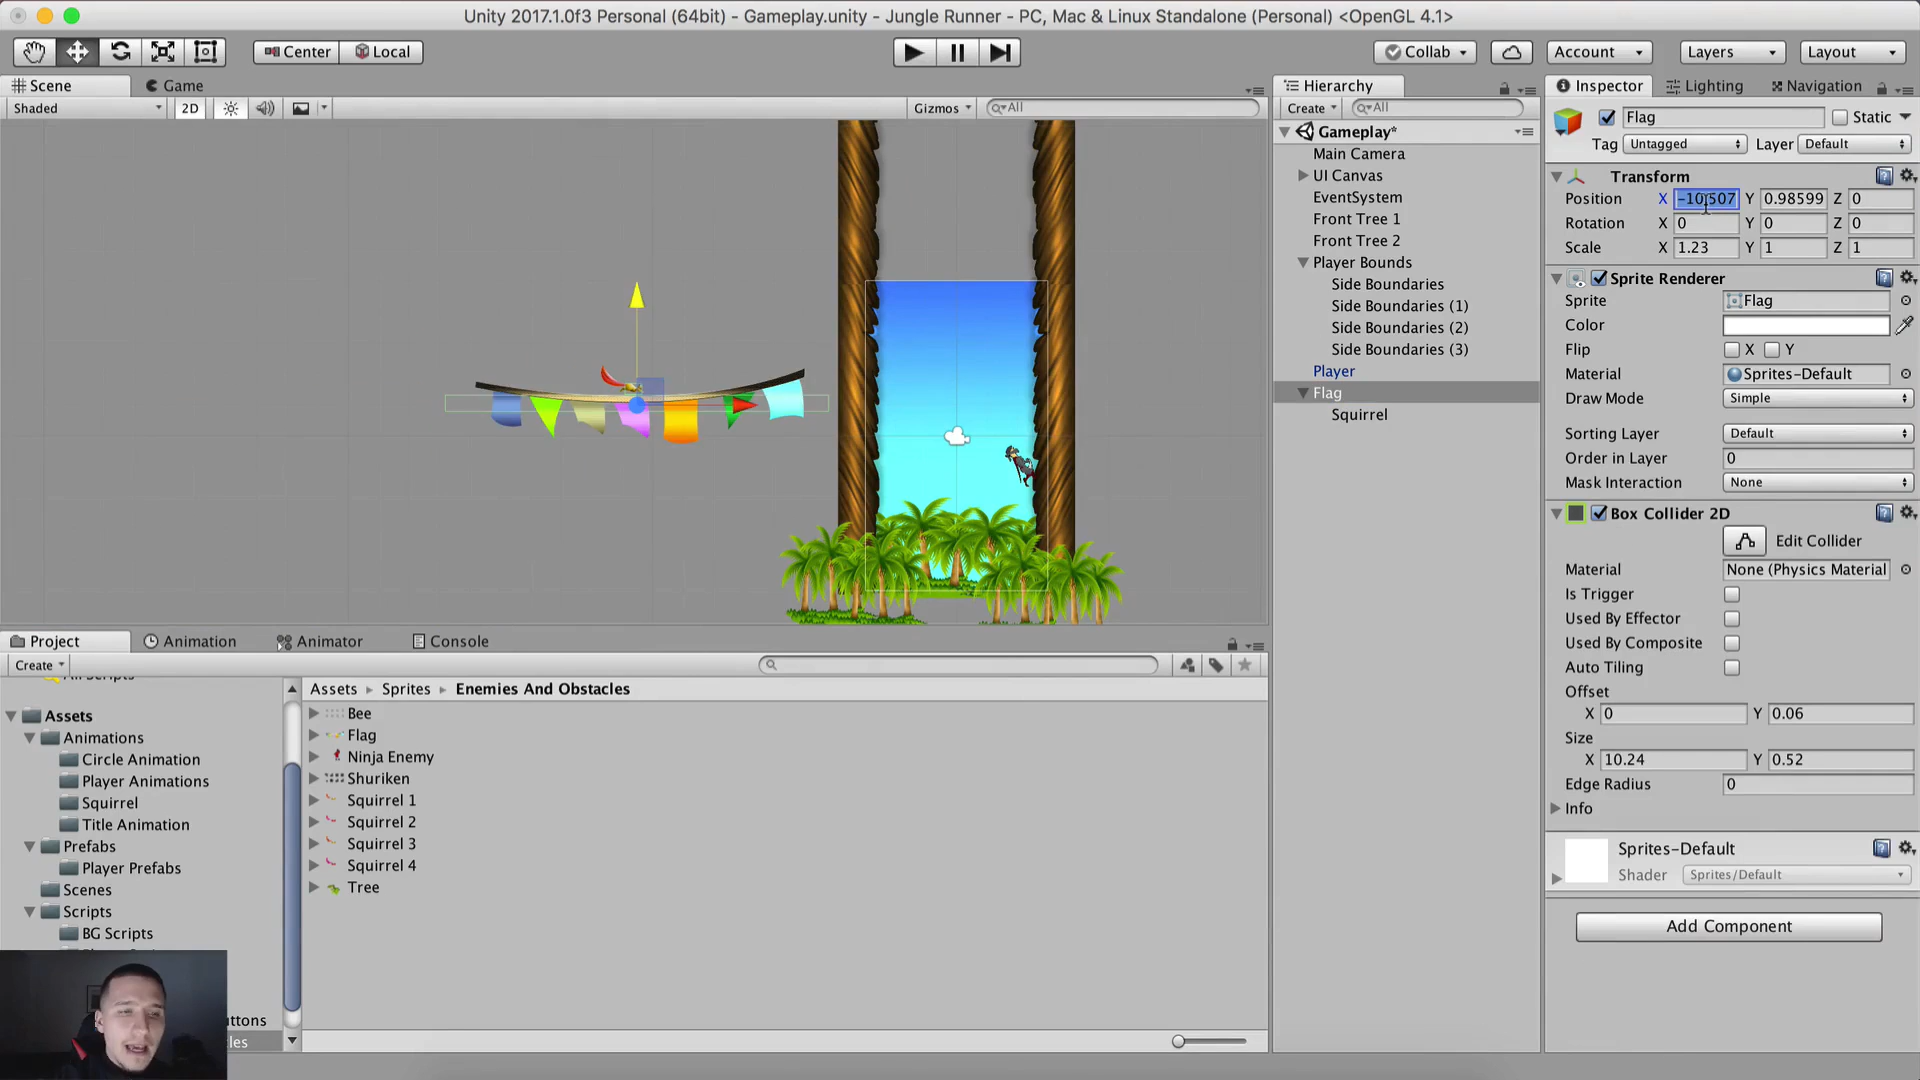 Unity 2017.1.0f3 Personal (64bit) - Gameplay.unity - Jungle Runner - PC, Mac & Linux Standalone (Personal) <OpenGL 4.1>
Center Local Collab Account Layers Layout
Scene Game
Shaded 2D Gizmos All
Hierarchy
Create All
Gameplay*
Main Camera
UI Canvas
EventSystem
Front Tree 1
Front Tree 2
Player Bounds
Side Boundaries
Side Boundaries (1)
Side Boundaries (2)
Side Boundaries (3)
Player
Flag
Squirrel
Inspector Lighting Navigation
Flag Static
Tag Untagged Layer Default
Transform
Position X -10.507 Y 0.98599 Z 0
Rotation X 0 Y 0 Z 0
Scale X 1.23 Y 1 Z 1
Sprite Renderer
Sprite Flag
Color
Flip X Y
Material Sprites-Default
Draw Mode Simple
Sorting Layer Default
Order in Layer 0
Mask Interaction None
Box Collider 2D
Edit Collider
Material None (Physics Material
Is Trigger
Used By Effector
Used By Composite
Auto Tiling
Offset
X 0 Y 0.06
Size
X 10.24 Y 0.52
Edge Radius 0
Info
Sprites-Default
Shader Sprites/Default
Add Component
Project Animation Animator Console
Create
Assets
Animations
Circle Animation
Player Animations
Squirrel
Title Animation
Prefabs
Player Prefabs
Scenes
Scripts
BG Scripts
Assets Sprites Enemies And Obstacles
Bee
Flag
Ninja Enemy
Shuriken
Squirrel 1
Squirrel 2
Squirrel 3
Squirrel 4
Tree